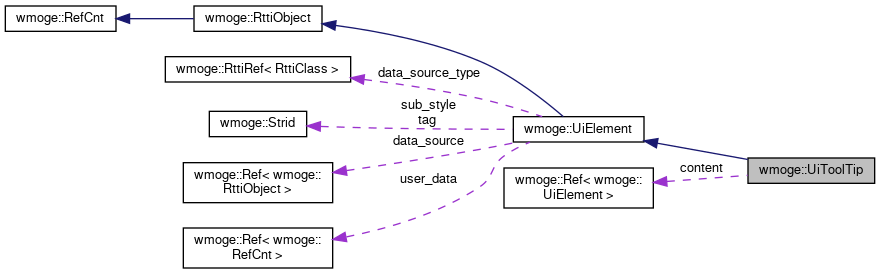 wmoge::RefCnt
wmoge::RttiObject
wmoge::RttiRef< RttiClass >
data_source_type
sub_style
tag
wmoge::Strid
wmoge::UiElement
data_source
wmoge::Ref< wmoge::
RttiObject >
user_data
wmoge::Ref< wmoge::
UiElement >
content
wmoge::UiToolTip
wmoge::Ref< wmoge::
RefCnt >